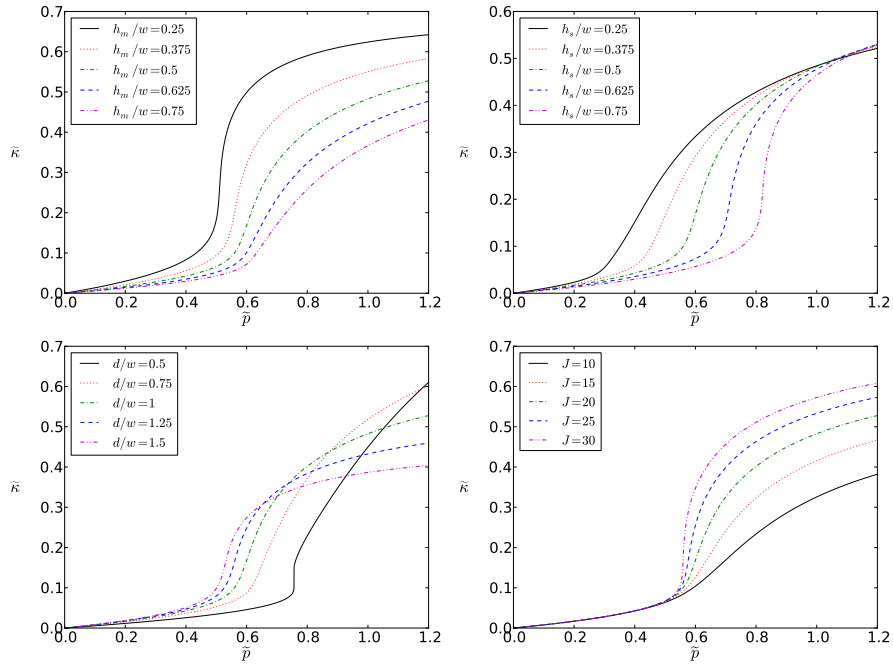 h_m/w=0.25
h_m/w=0.375
h_m/w=0.5
h_m/w=0.625
h_m/w=0.75
0.7
0.6
0.5
0.4
0.3
0.2
0.1
0.0
κ̃
0.0 0.2 0.4 0.6 0.8 1.0 1.2
p̃
h_s/w=0.25
h_s/w=0.375
h_s/w=0.5
h_s/w=0.625
h_s/w=0.75
0.6
0.5
0.4
0.3
0.2
0.1
0.0
κ̃
0.0 0.2 0.4 0.6 0.8 1.0 1.2
p̃
d/w=0.5
d/w=0.75
d/w=1
d/w=1.25
d/w=1.5
0.7
0.6
0.5
0.4
0.3
0.2
0.1
0.0
κ̃
0.0 0.2 0.4 0.6 0.8 1.0 1.2
p̃
J=10
J=15
J=20
J=25
J=30
0.7
0.6
0.5
0.4
0.3
0.2
0.1
0.0
κ̃
0.0 0.2 0.4 0.6 0.8 1.0 1.2
p̃